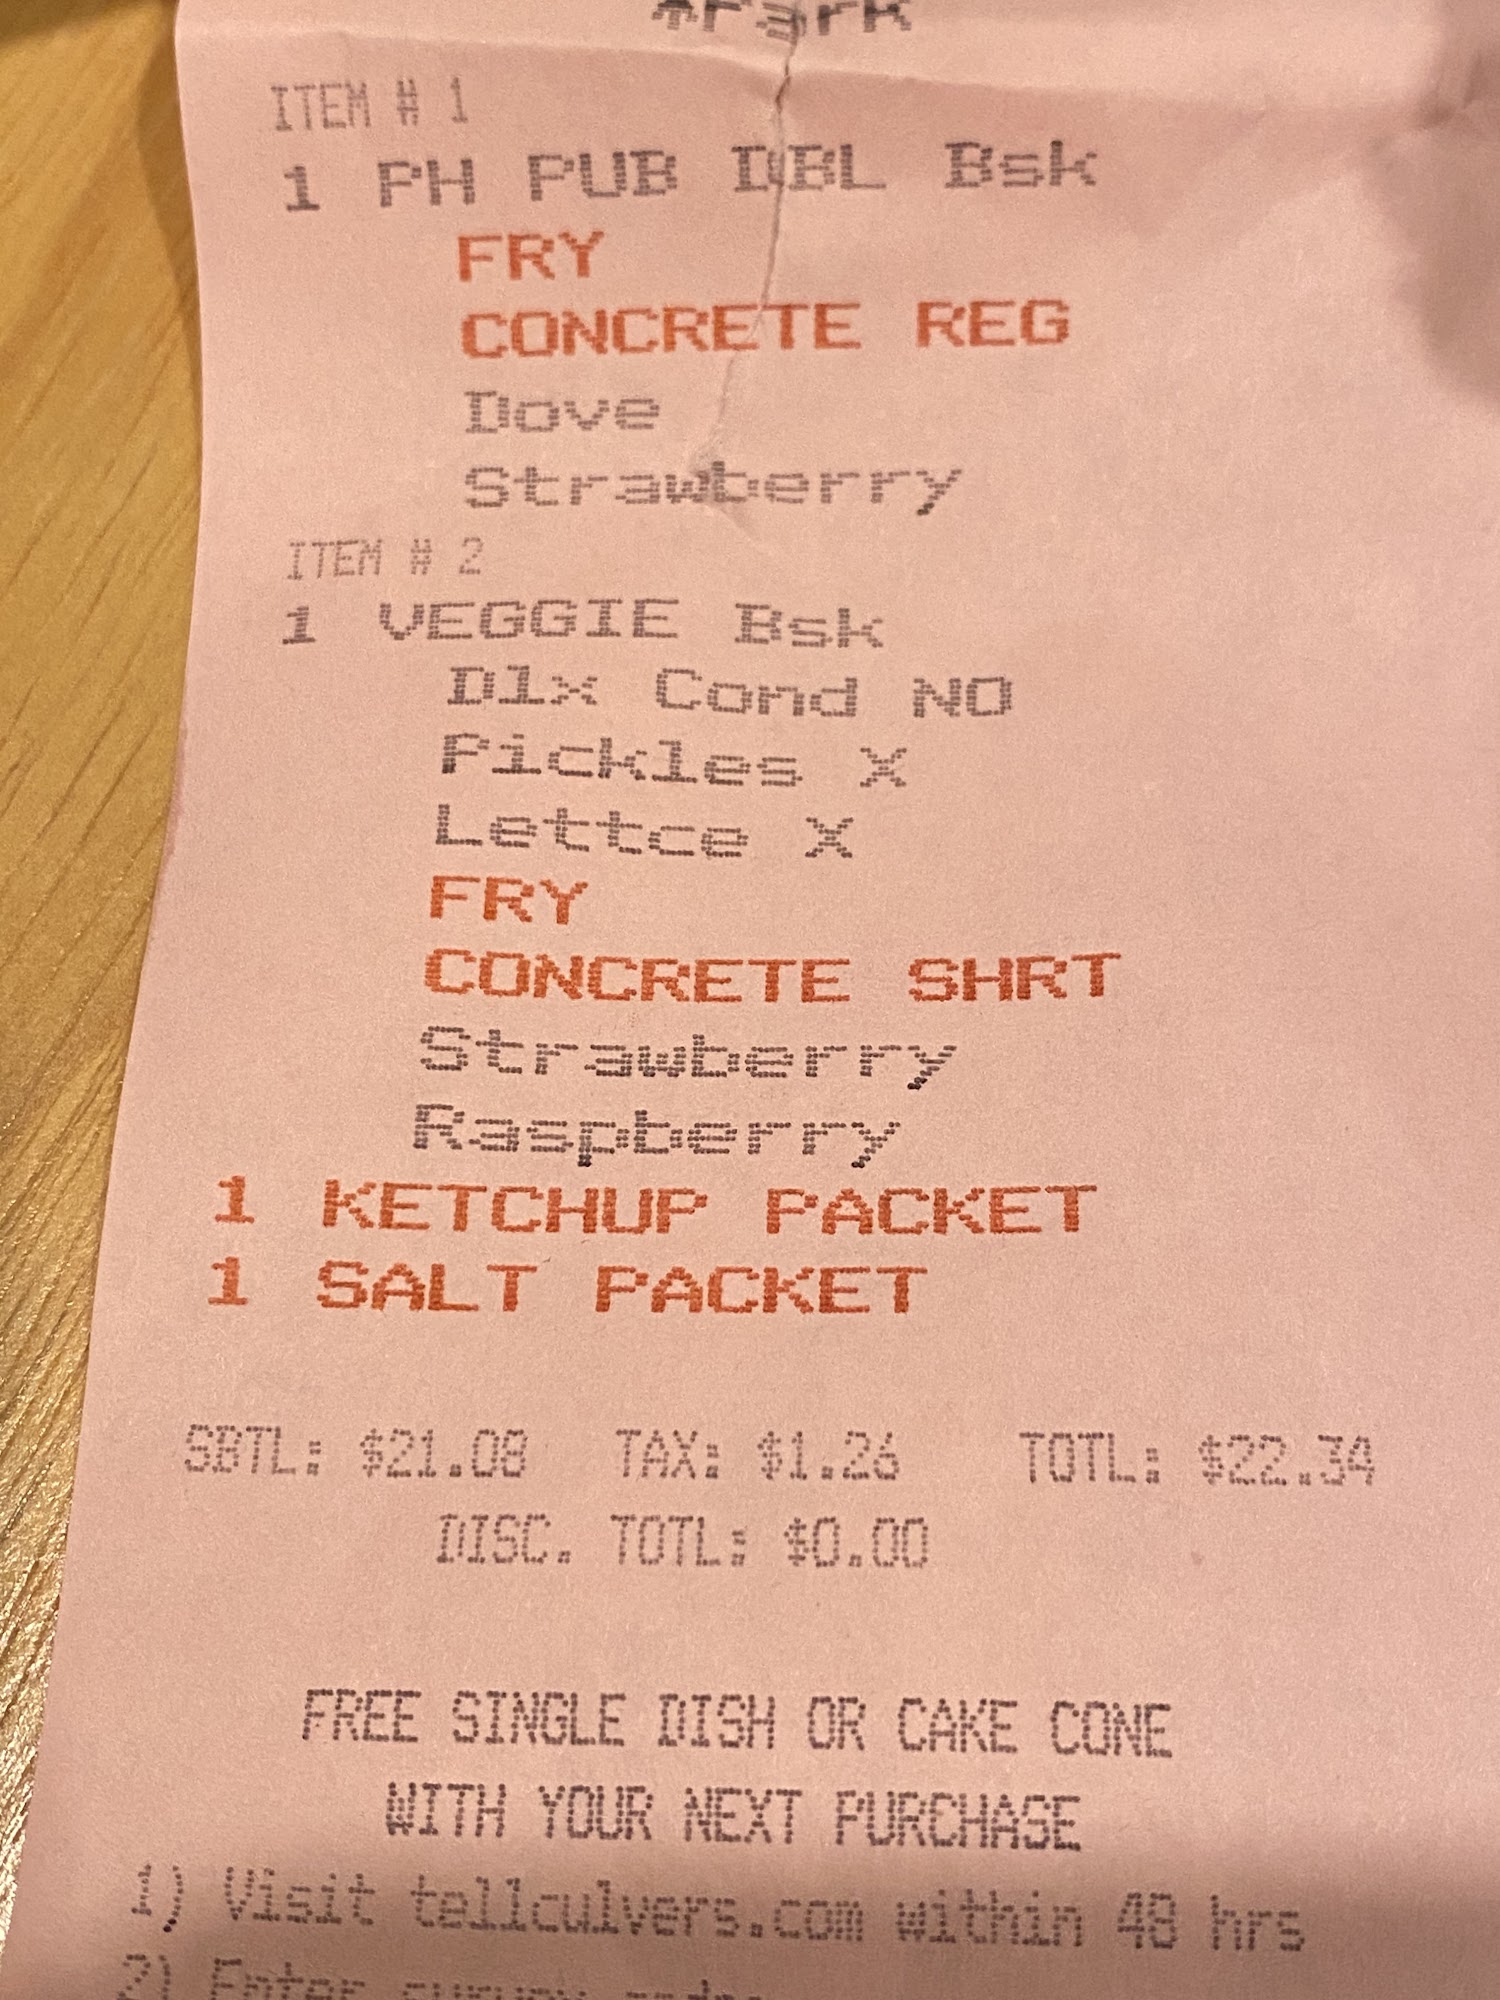 ITEM # 1
1 PH PUB DBL Bsk
FRY
CONCRETE REG
Dove
Strawberry
ITEM # 2
1 VEGGIE Bsk
Dlx Cond NO
Pickles X
Lettce X
FRY
CONCRETE SHRT
Strawberry
Raspberry
1 KETCHUP PACKET
1 SALT PACKET
SBTL: $21.08 TAX: $1.26 TOTL: $22.34
DISC. TOTL: $0.00
FREE SINGLE DISH OR CAKE CONE
WITH YOUR NEXT PURCHASE
1) Visit tellculvers.com within 48 hrs
2) Enter